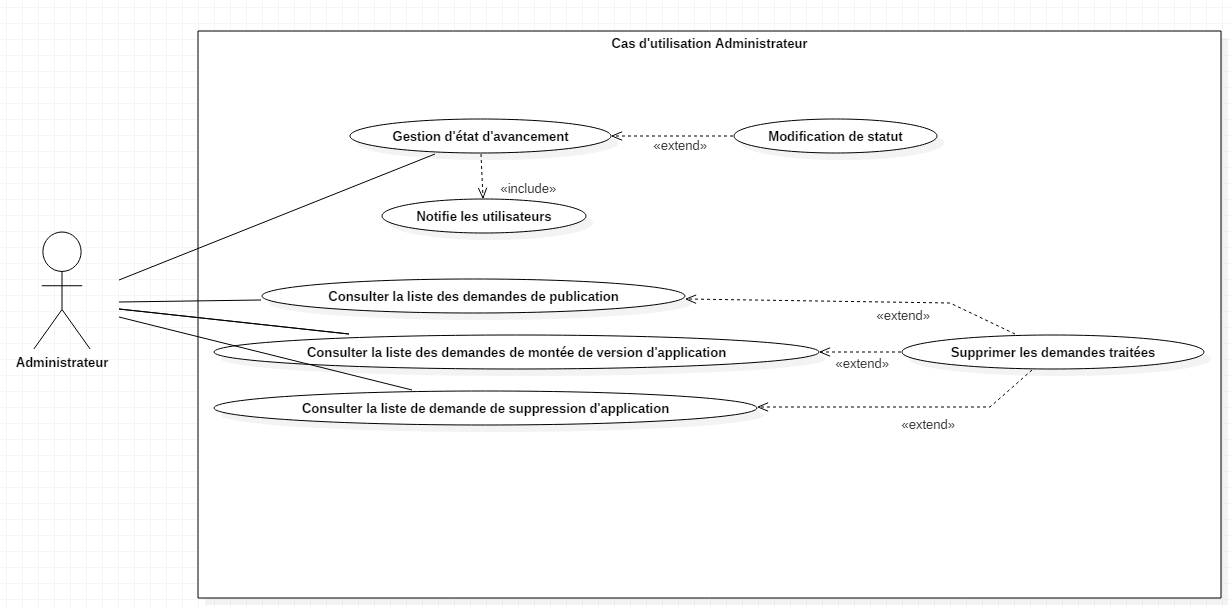 Cas d'utilisation Administrateur
Gestion d'état d'avancement
Modification de statut
«extend»
«include»
Notifie les utilisateurs
Consulter la liste des demandes de publication
«extend»
Consulter la liste des demandes de montée de version d'application
Supprimer les demandes traitées
«extend»
Administrateur
Consulter la liste de demande de suppression d'application
«extend»